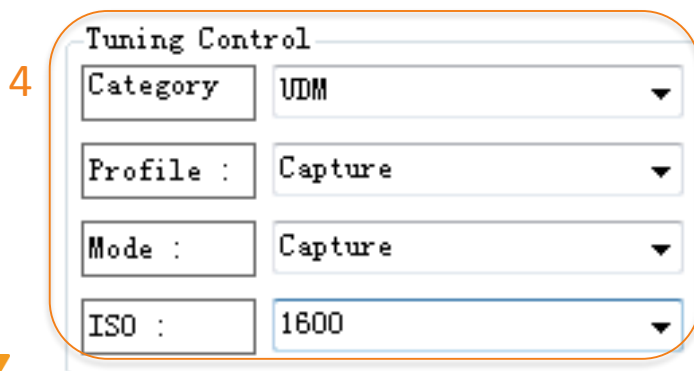 Tuning Control
4
Category UDM
Profile : Capture
Mode : Capture
ISO : 1600